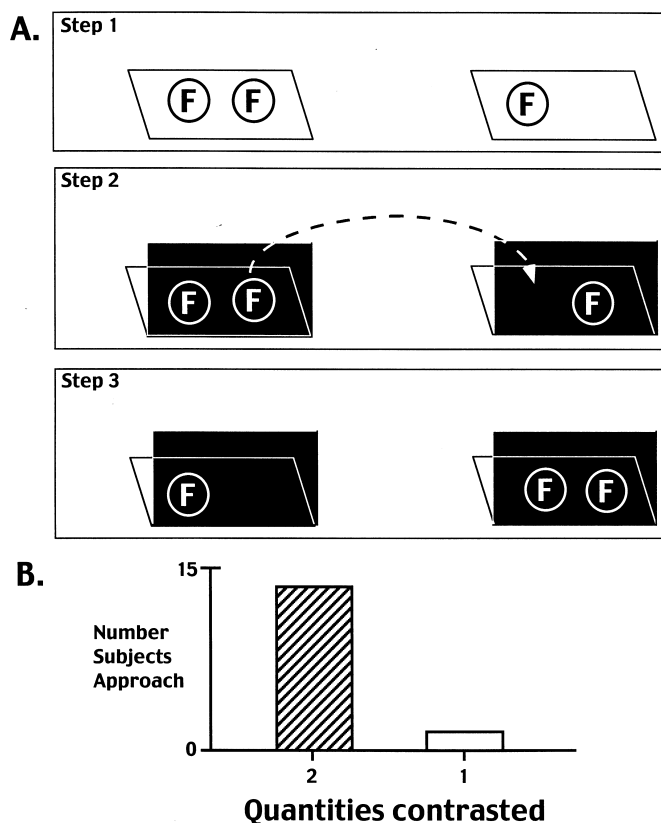 A.
Step 1
F F F
Step 2
F F F
Step 3
F F F
B.
15
Number
Subjects
Approach
0
2 1
Quantities contrasted